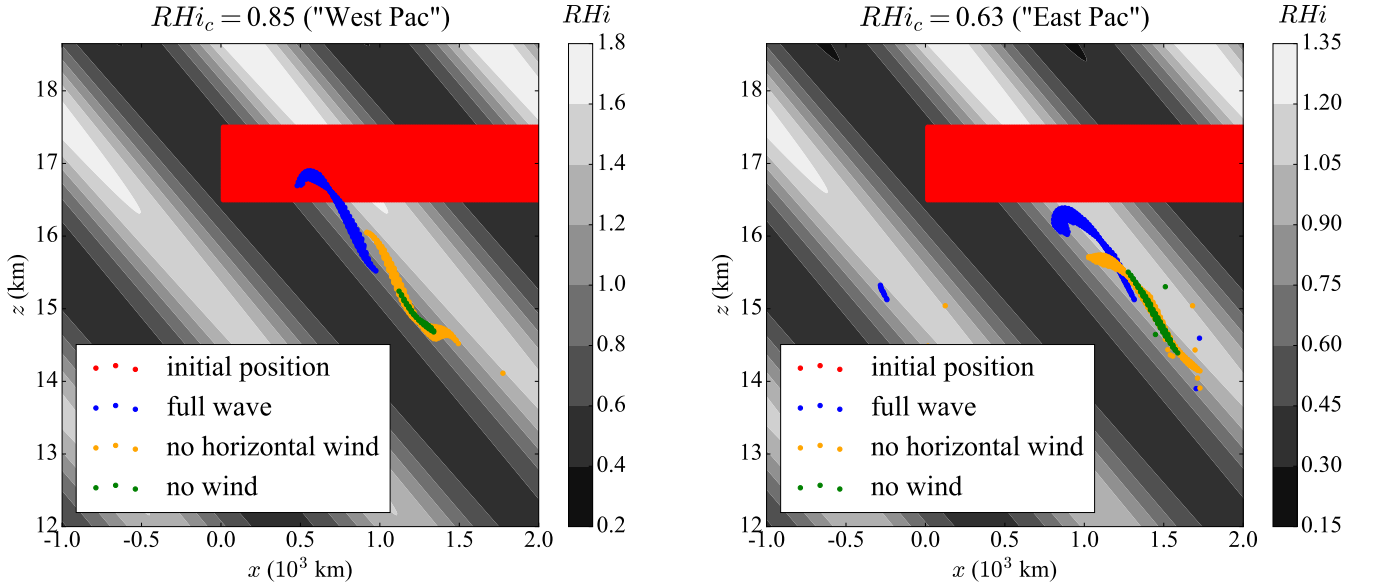 RHi_c = 0.85 ("West Pac")
RHi
1.8
1.6
1.4
1.2
1.0
0.8
0.6
0.4
0.2
18
17
16
15
14
13
12
z (km)
-1.0 -0.5 0.0 0.5 1.0 1.5 2.0
x (10^3 km)
initial position
full wave
no horizontal wind
no wind
RHi_c = 0.63 ("East Pac")
RHi
1.35
1.20
1.05
0.90
0.75
0.60
0.45
0.30
0.15
18
17
16
15
14
13
12
z (km)
-1.0 -0.5 0.0 0.5 1.0 1.5 2.0
x (10^3 km)
initial position
full wave
no horizontal wind
no wind